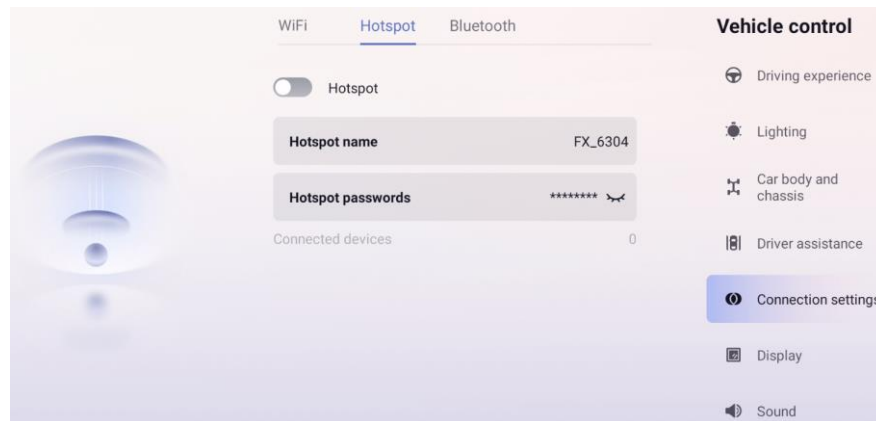 WiFi Hotspot Bluetooth
Hotspot
Hotspot name FX_6304
Hotspot passwords ********
Connected devices 0
Vehicle control
Driving experience
Lighting
Car body and
chassis
Driver assistance
Connection settings
Display
Sound